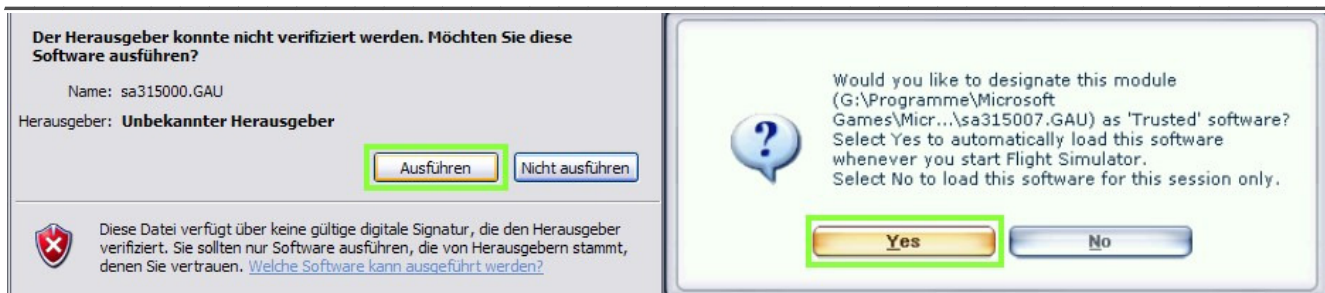 Der Herausgeber konnte nicht verifiziert werden. Möchten Sie diese
Software ausführen?
Name: sa315000.GAU
Herausgeber: Unbekannter Herausgeber
Ausführen
Nicht ausführen
Diese Datei verfügt über keine gültige digitale Signatur, die den Herausgeber
verifiziert. Sie sollten nur Software ausführen, die von Herausgebern stammt,
denen Sie vertrauen. Welche Software kann ausgeführt werden?
Would you like to designate this module
(G:\Programme\Microsoft
Games\Micr...\sa315007.GAU) as 'Trusted' software?
Select Yes to automatically load this software
whenever you start Flight Simulator.
Select No to load this software for this session only.
Yes
No